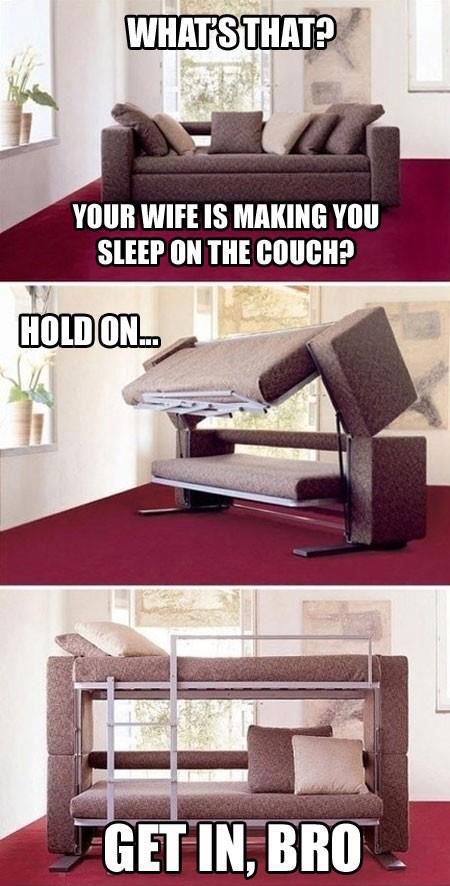 WHAT'S THAT?
YOUR WIFE IS MAKING YOU
SLEEP ON THE COUCH?
HOLD ON...
GET IN, BRO